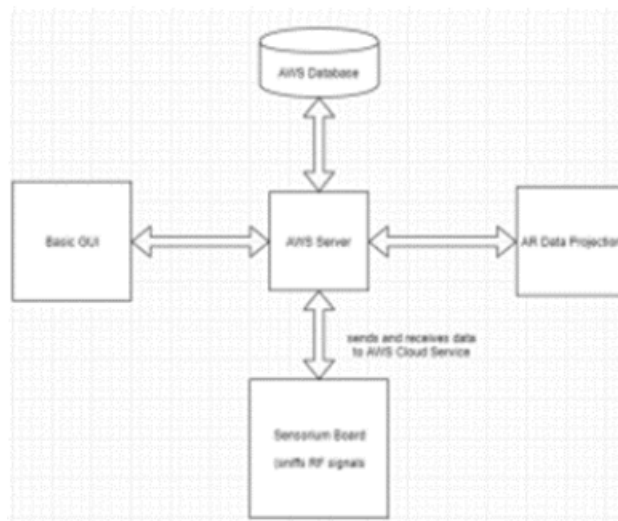 AWS Database
Basic GUI
AWS Server
AR Data Projection
sends and receives data
to AWS Cloud Service
Sensorium Board
(sniffs RF signals